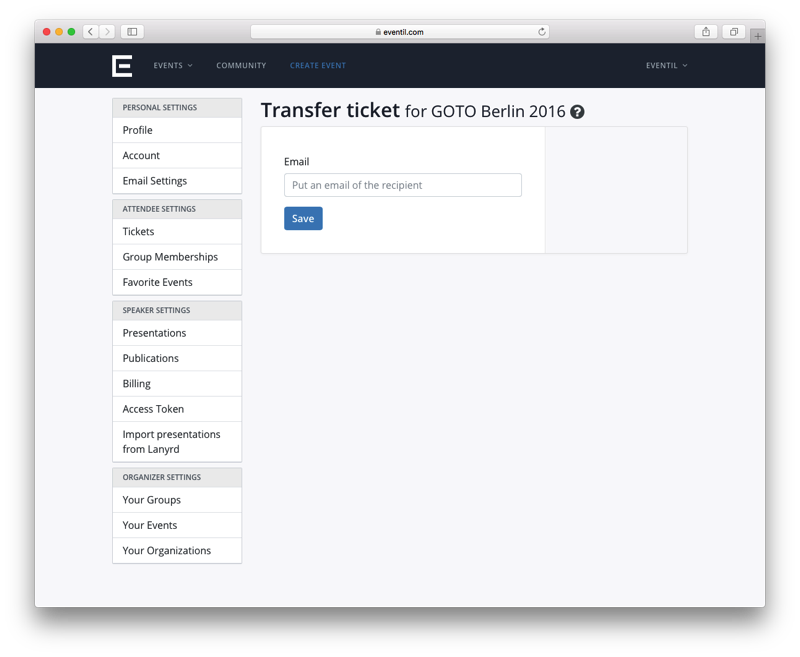 eventil.com
EVENTS
COMMUNITY
CREATE EVENT
EVENTIL
PERSONAL SETTINGS
Profile
Account
Email Settings
ATTENDEE SETTINGS
Tickets
Group Memberships
Favorite Events
SPEAKER SETTINGS
Presentations
Publications
Billing
Access Token
Import presentations
from Lanyrd
ORGANIZER SETTINGS
Your Groups
Your Events
Your Organizations
Transfer ticket for GOTO Berlin 2016 ?
Email
Put an email of the recipient
Save